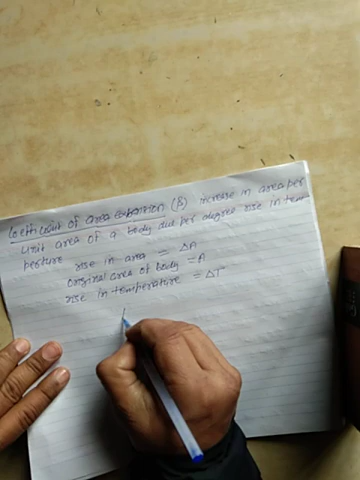 Coefficient of area expansion (β) increase in area per
unit area of a body due per degree rise in tem-
perture
rise in area = ΔA
Original area of body = A
rise in temperature = ΔT